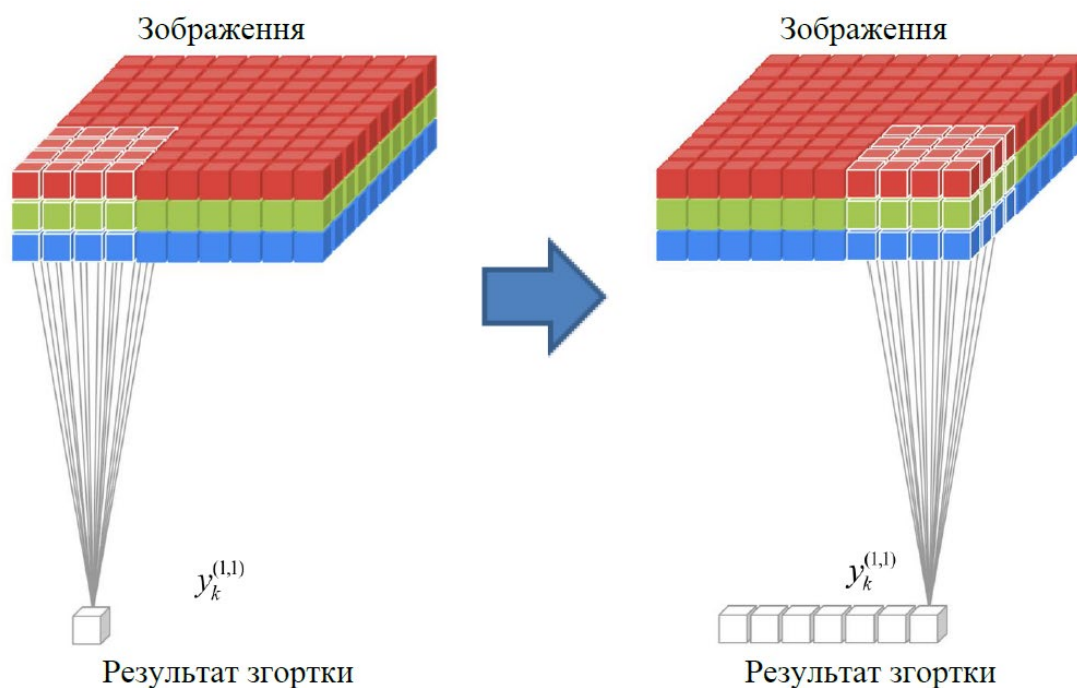 Зображення
Зображення
y_k^{(1,1)}
y_k^{(1,1)}
Результат згортки
Результат згортки